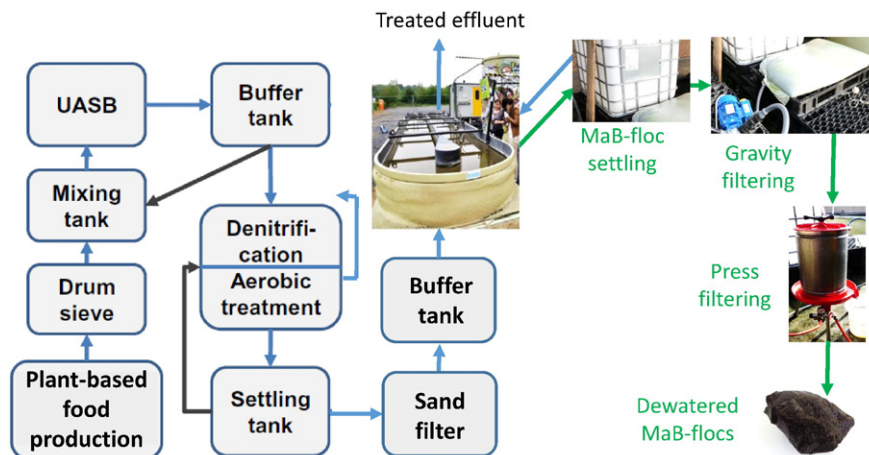 Treated effluent
UASB
Buffer
tank
MaB-floc
settling
Gravity
filtering
Mixing
tank
Denitrifi-
cation
Aerobic
treatment
Drum
sieve
Buffer
tank
Press
filtering
Plant-based
food
production
Settling
tank
Sand
filter
Dewatered
MaB-flocs